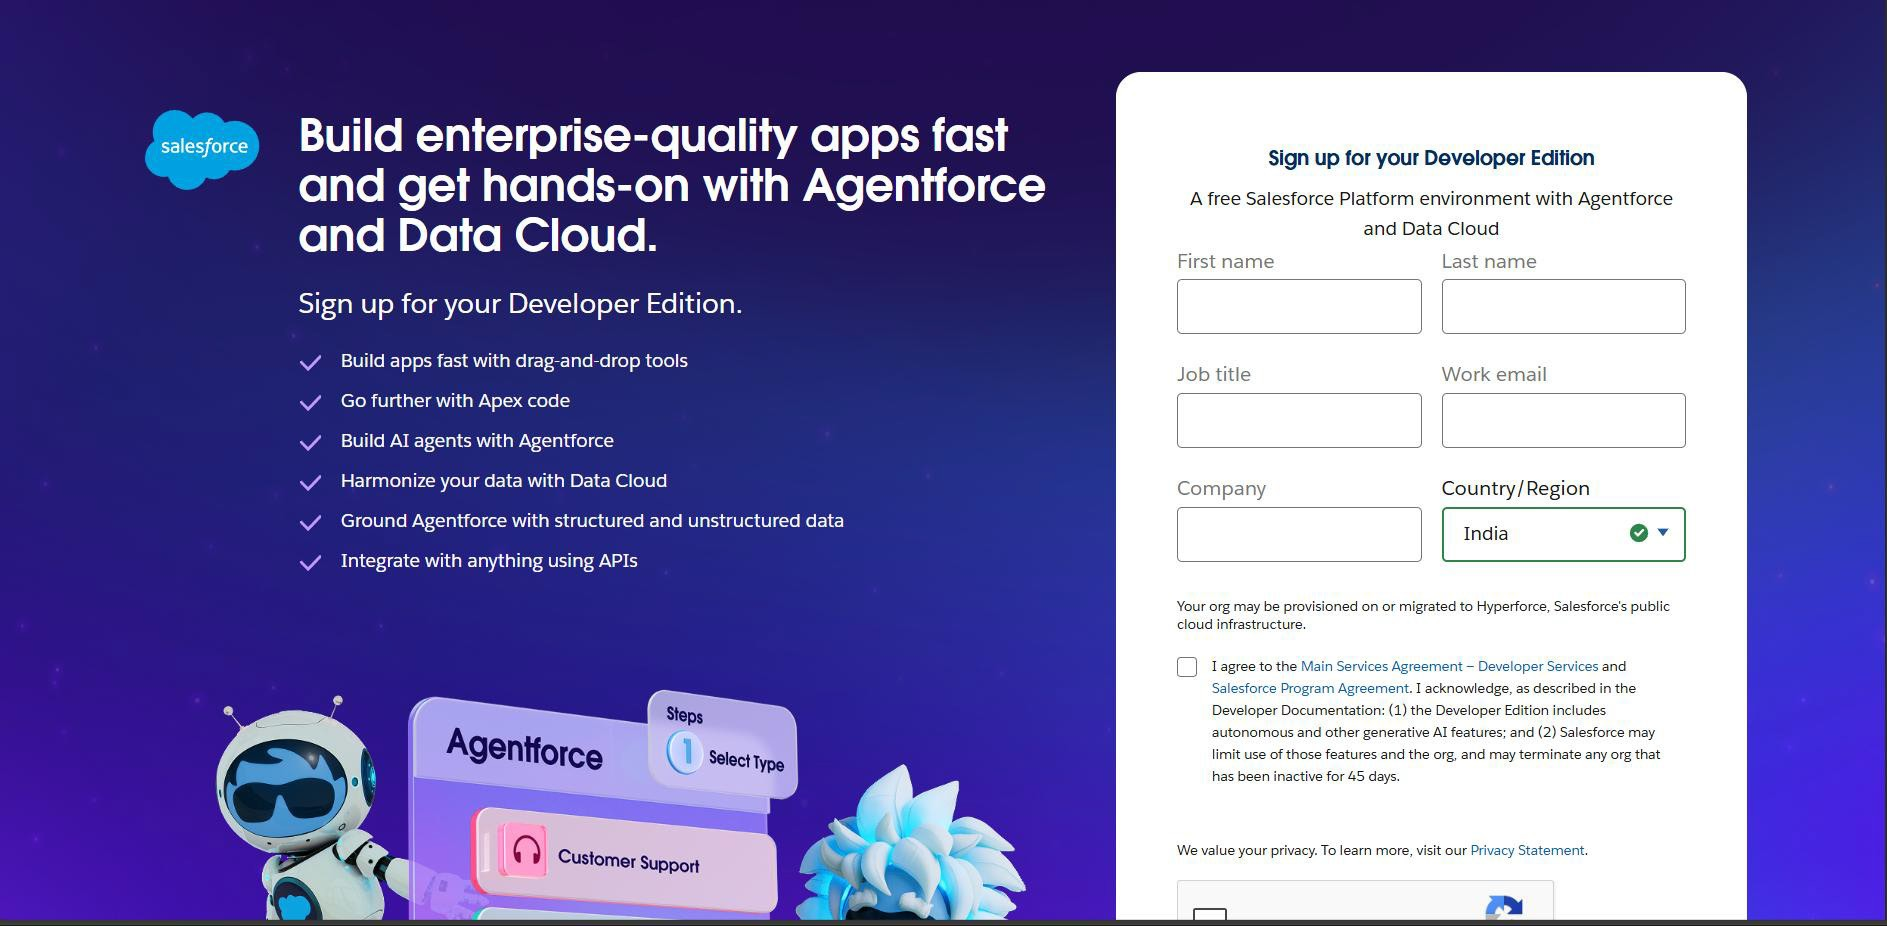 salesforce
Build enterprise-quality apps fast
and get hands-on with Agentforce
and Data Cloud.
Sign up for your Developer Edition.
Build apps fast with drag-and-drop tools
Go further with Apex code
Build AI agents with Agentforce
Harmonize your data with Data Cloud
Ground Agentforce with structured and unstructured data
Integrate with anything using APIs
Agentforce
Steps
1 Select Type
Customer Support
Sign up for your Developer Edition
A free Salesforce Platform environment with Agentforce
and Data Cloud
First name
Last name
Job title
Work email
Company
Country/Region
India
Your org may be provisioned on or migrated to Hyperforce, Salesforce's public
cloud infrastructure.
I agree to the Main Services Agreement – Developer Services and
Salesforce Program Agreement. I acknowledge, as described in the
Developer Documentation: (1) the Developer Edition includes
autonomous and other generative AI features; and (2) Salesforce may
limit use of those features and the org, and may terminate any org that
has been inactive for 45 days.
We value your privacy. To learn more, visit our Privacy Statement.